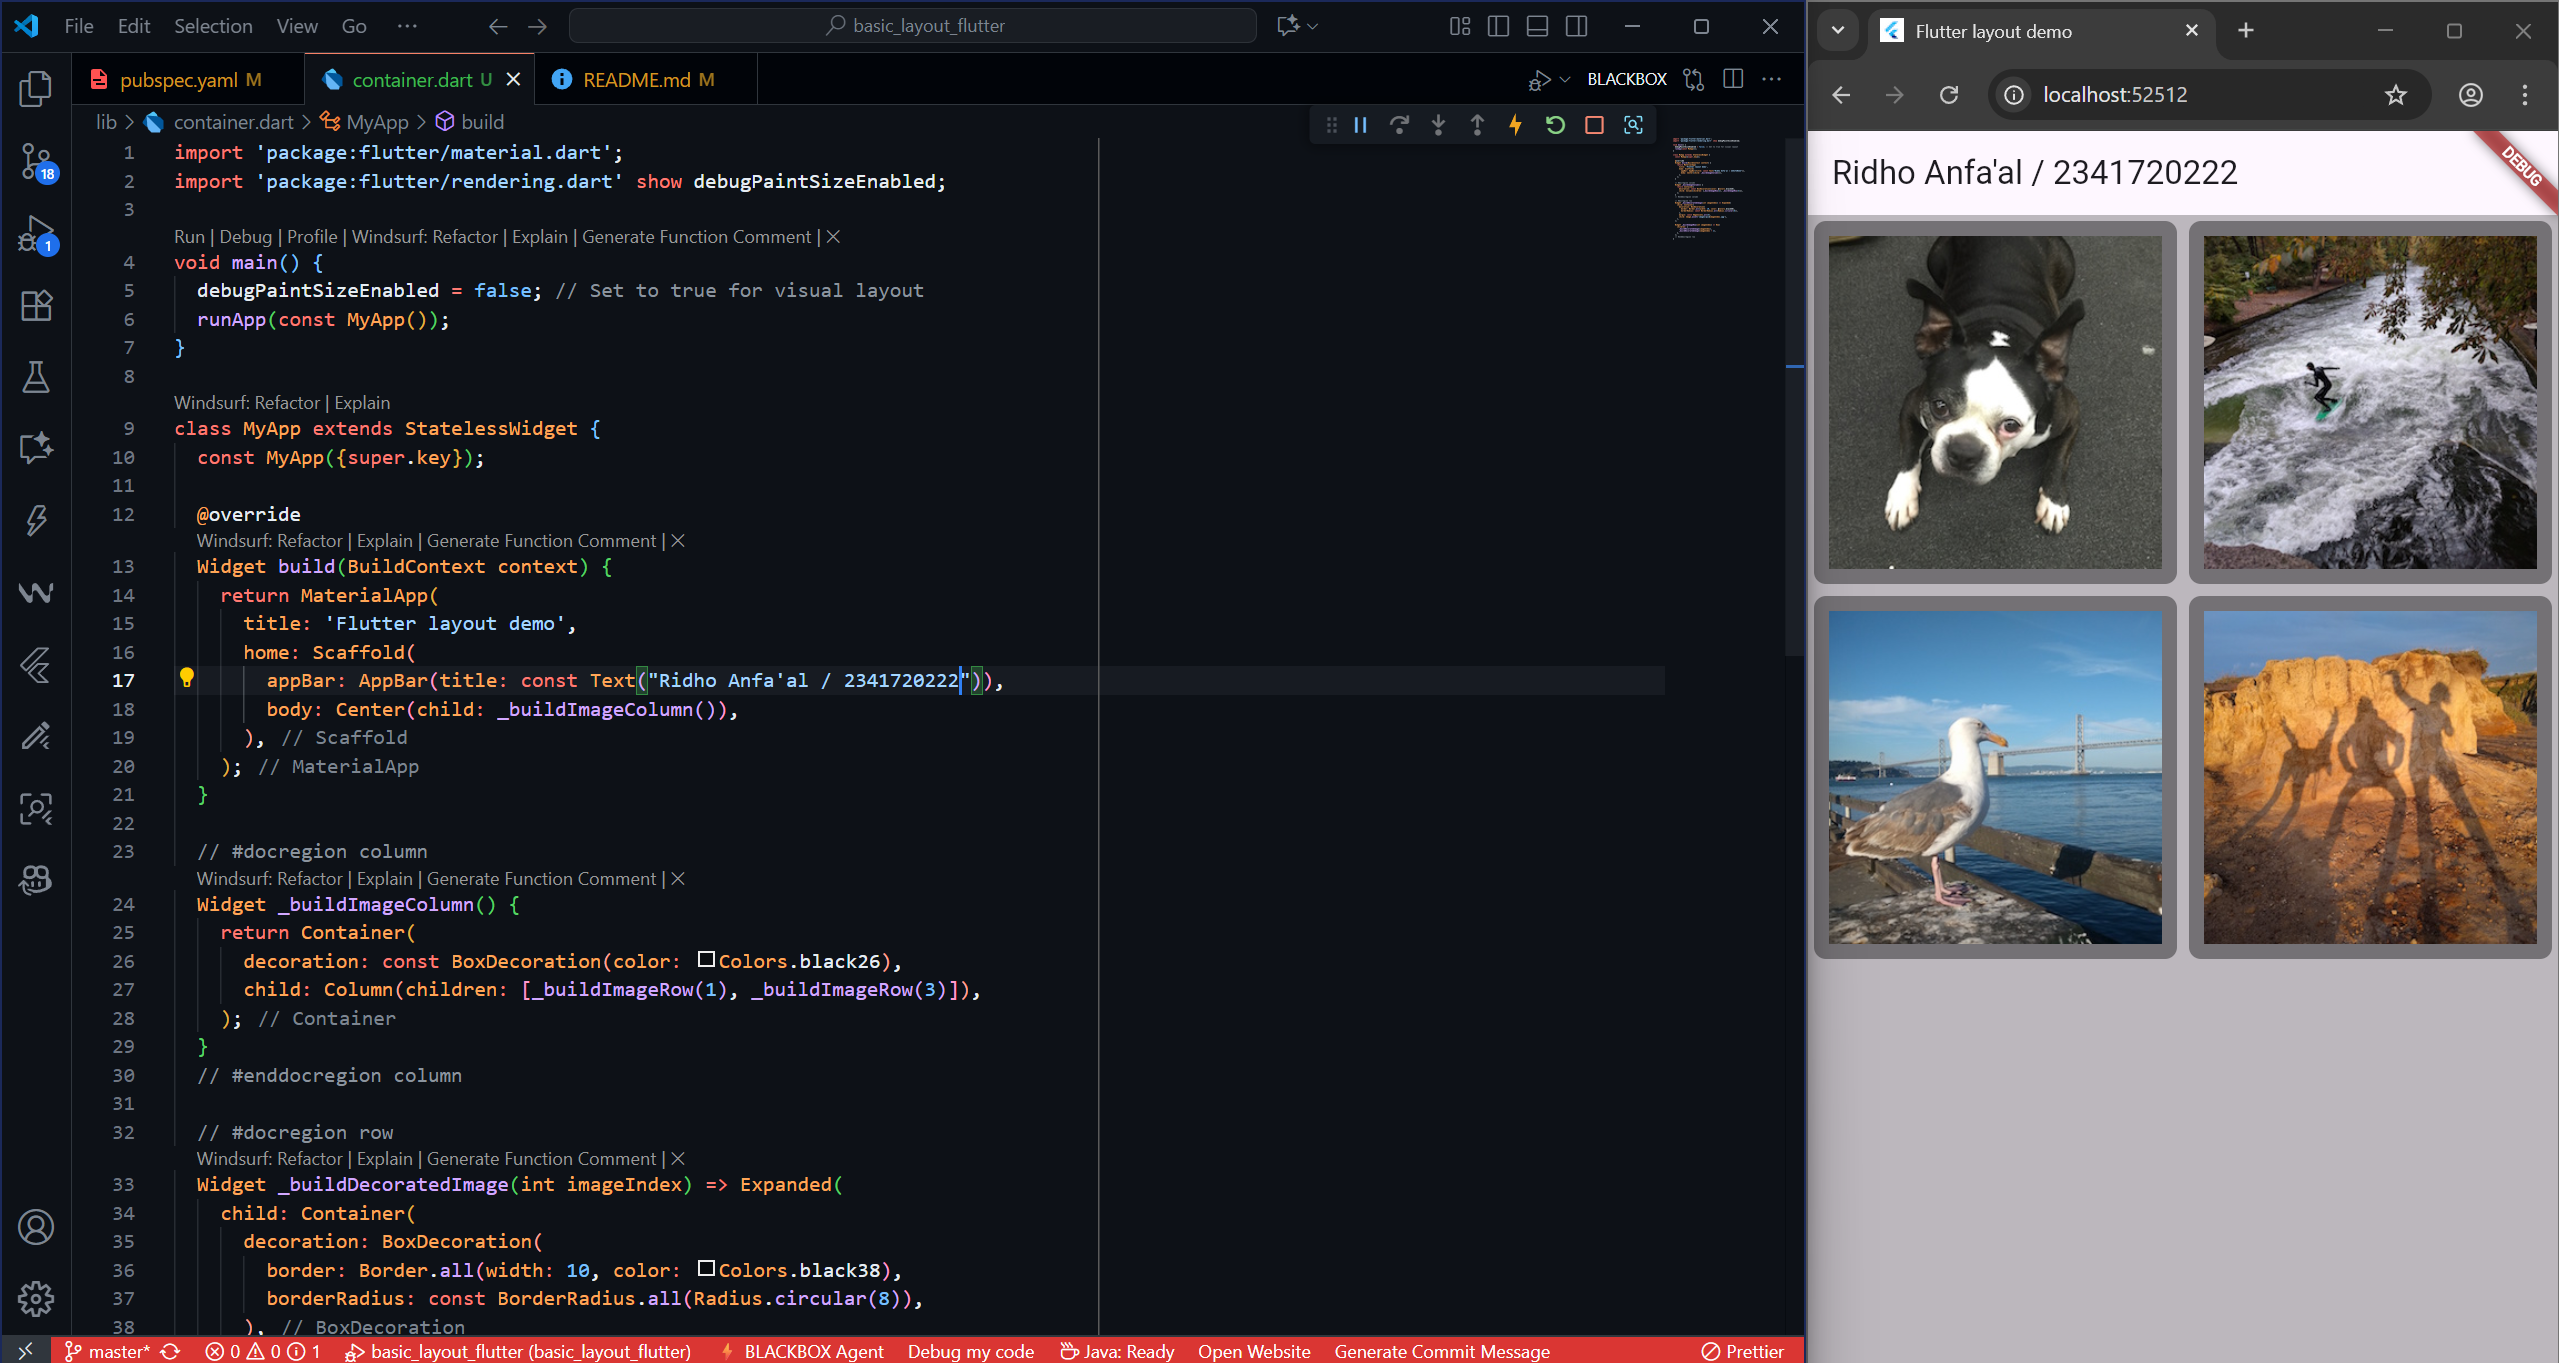 File Edit Selection View Go ··· basic_layout_flutter
pubspec.yaml M container.dart U README.md M BLACKBOX ···
lib > container.dart > MyApp > build
1 import 'package:flutter/material.dart';
2 import 'package:flutter/rendering.dart' show debugPaintSizeEnabled;
3
Run | Debug | Profile | Windsurf: Refactor | Explain | Generate Function Comment | ×
4 void main() {
5 debugPaintSizeEnabled = false; // Set to true for visual layout
6 runApp(const MyApp());
7 }
8
Windsurf: Refactor | Explain
9 class MyApp extends StatelessWidget {
10 const MyApp({super.key});
11
12 @override
Windsurf: Refactor | Explain | Generate Function Comment | ×
13 Widget build(BuildContext context) {
14 return MaterialApp(
15 title: 'Flutter layout demo',
16 home: Scaffold(
17 appBar: AppBar(title: const Text("Ridho Anfa'al / 2341720222")),
18 body: Center(child: _buildImageColumn()),
19 ), // Scaffold
20 ); // MaterialApp
21 }
22
23 // #docregion column
Windsurf: Refactor | Explain | Generate Function Comment | ×
24 Widget _buildImageColumn() {
25 return Container(
26 decoration: const BoxDecoration(color: Colors.black26),
27 child: Column(children: [_buildImageRow(1), _buildImageRow(3)]),
28 ); // Container
29 }
30 // #enddocregion column
31
32 // #docregion row
Windsurf: Refactor | Explain | Generate Function Comment | ×
33 Widget _buildDecoratedImage(int imageIndex) => Expanded(
34 child: Container(
35 decoration: BoxDecoration(
36 border: Border.all(width: 10, color: Colors.black38),
37 borderRadius: const BorderRadius.all(Radius.circular(8)),
38 ), // BoxDecoration
18
1
master* 0 0 1 basic_layout_flutter (basic_layout_flutter) BLACKBOX Agent Debug my code Java: Ready Open Website Generate Commit Message Prettier
Flutter layout demo
localhost:52512
Ridho Anfa'al / 2341720222
DEBUG